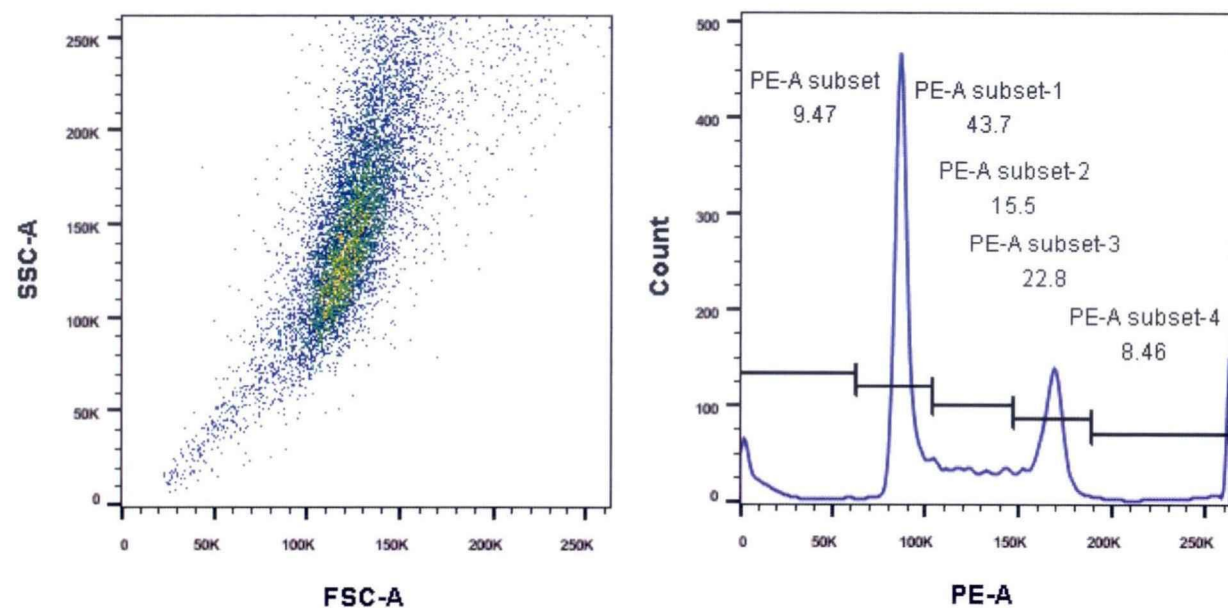 250K
200K
150K
100K
50K
0
SSC-A
0 50K 100K 150K 200K 250K
FSC-A
500
400
300
200
100
0
Count
PE-A subset
9.47
PE-A subset-1
43.7
PE-A subset-2
15.5
PE-A subset-3
22.8
PE-A subset-4
8.46
0 50K 100K 150K 200K 250K
PE-A